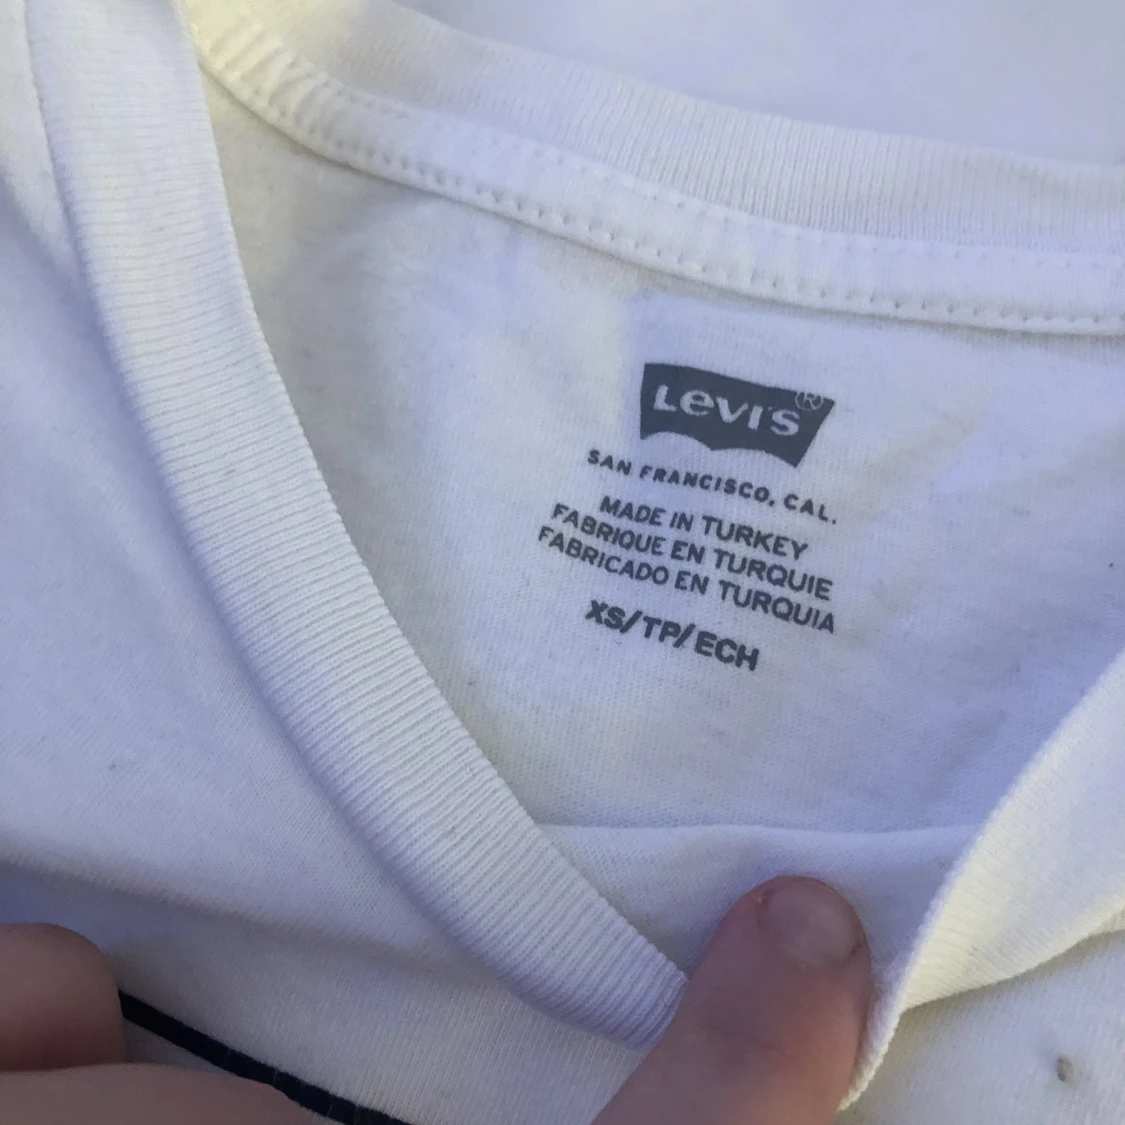 Levi's®
SAN FRANCISCO, CAL.
MADE IN TURKEY
FABRIQUE EN TURQUIE
FABRICADO EN TURQUIA
XS/TP/ECH